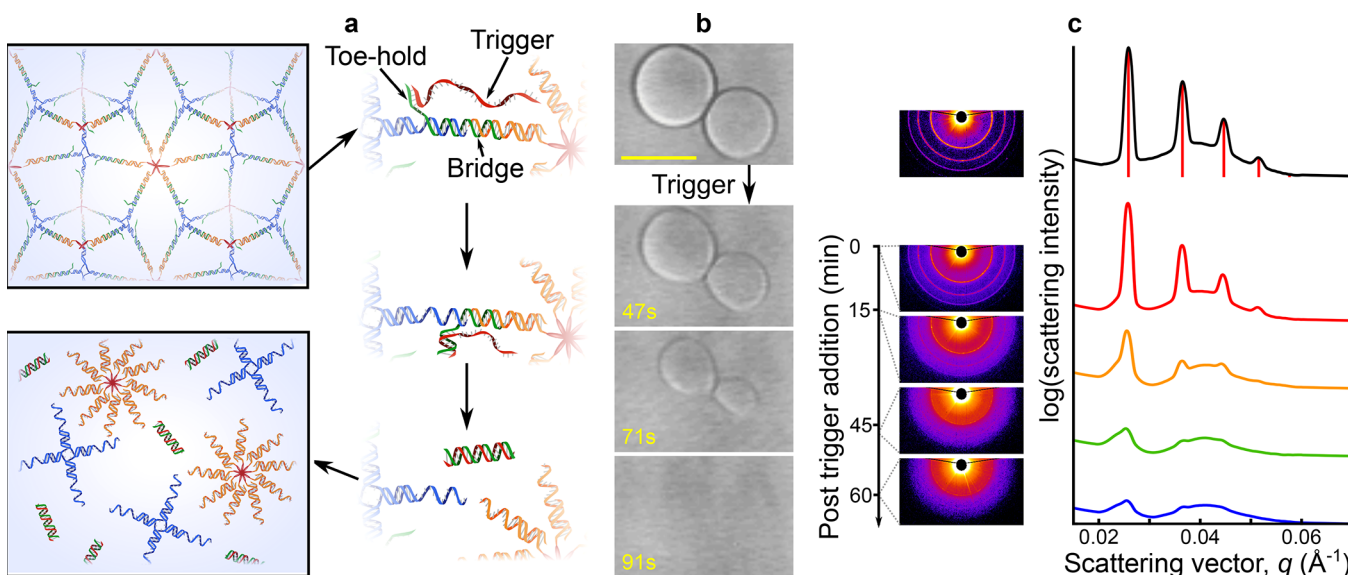 a
Toe-hold
Trigger
Bridge
b
Trigger
47s
71s
91s
Post trigger addition (min)
0
15
45
60
c
log(scattering intensity)
0.02
0.04
0.06
Scattering vector, q (Å⁻¹)